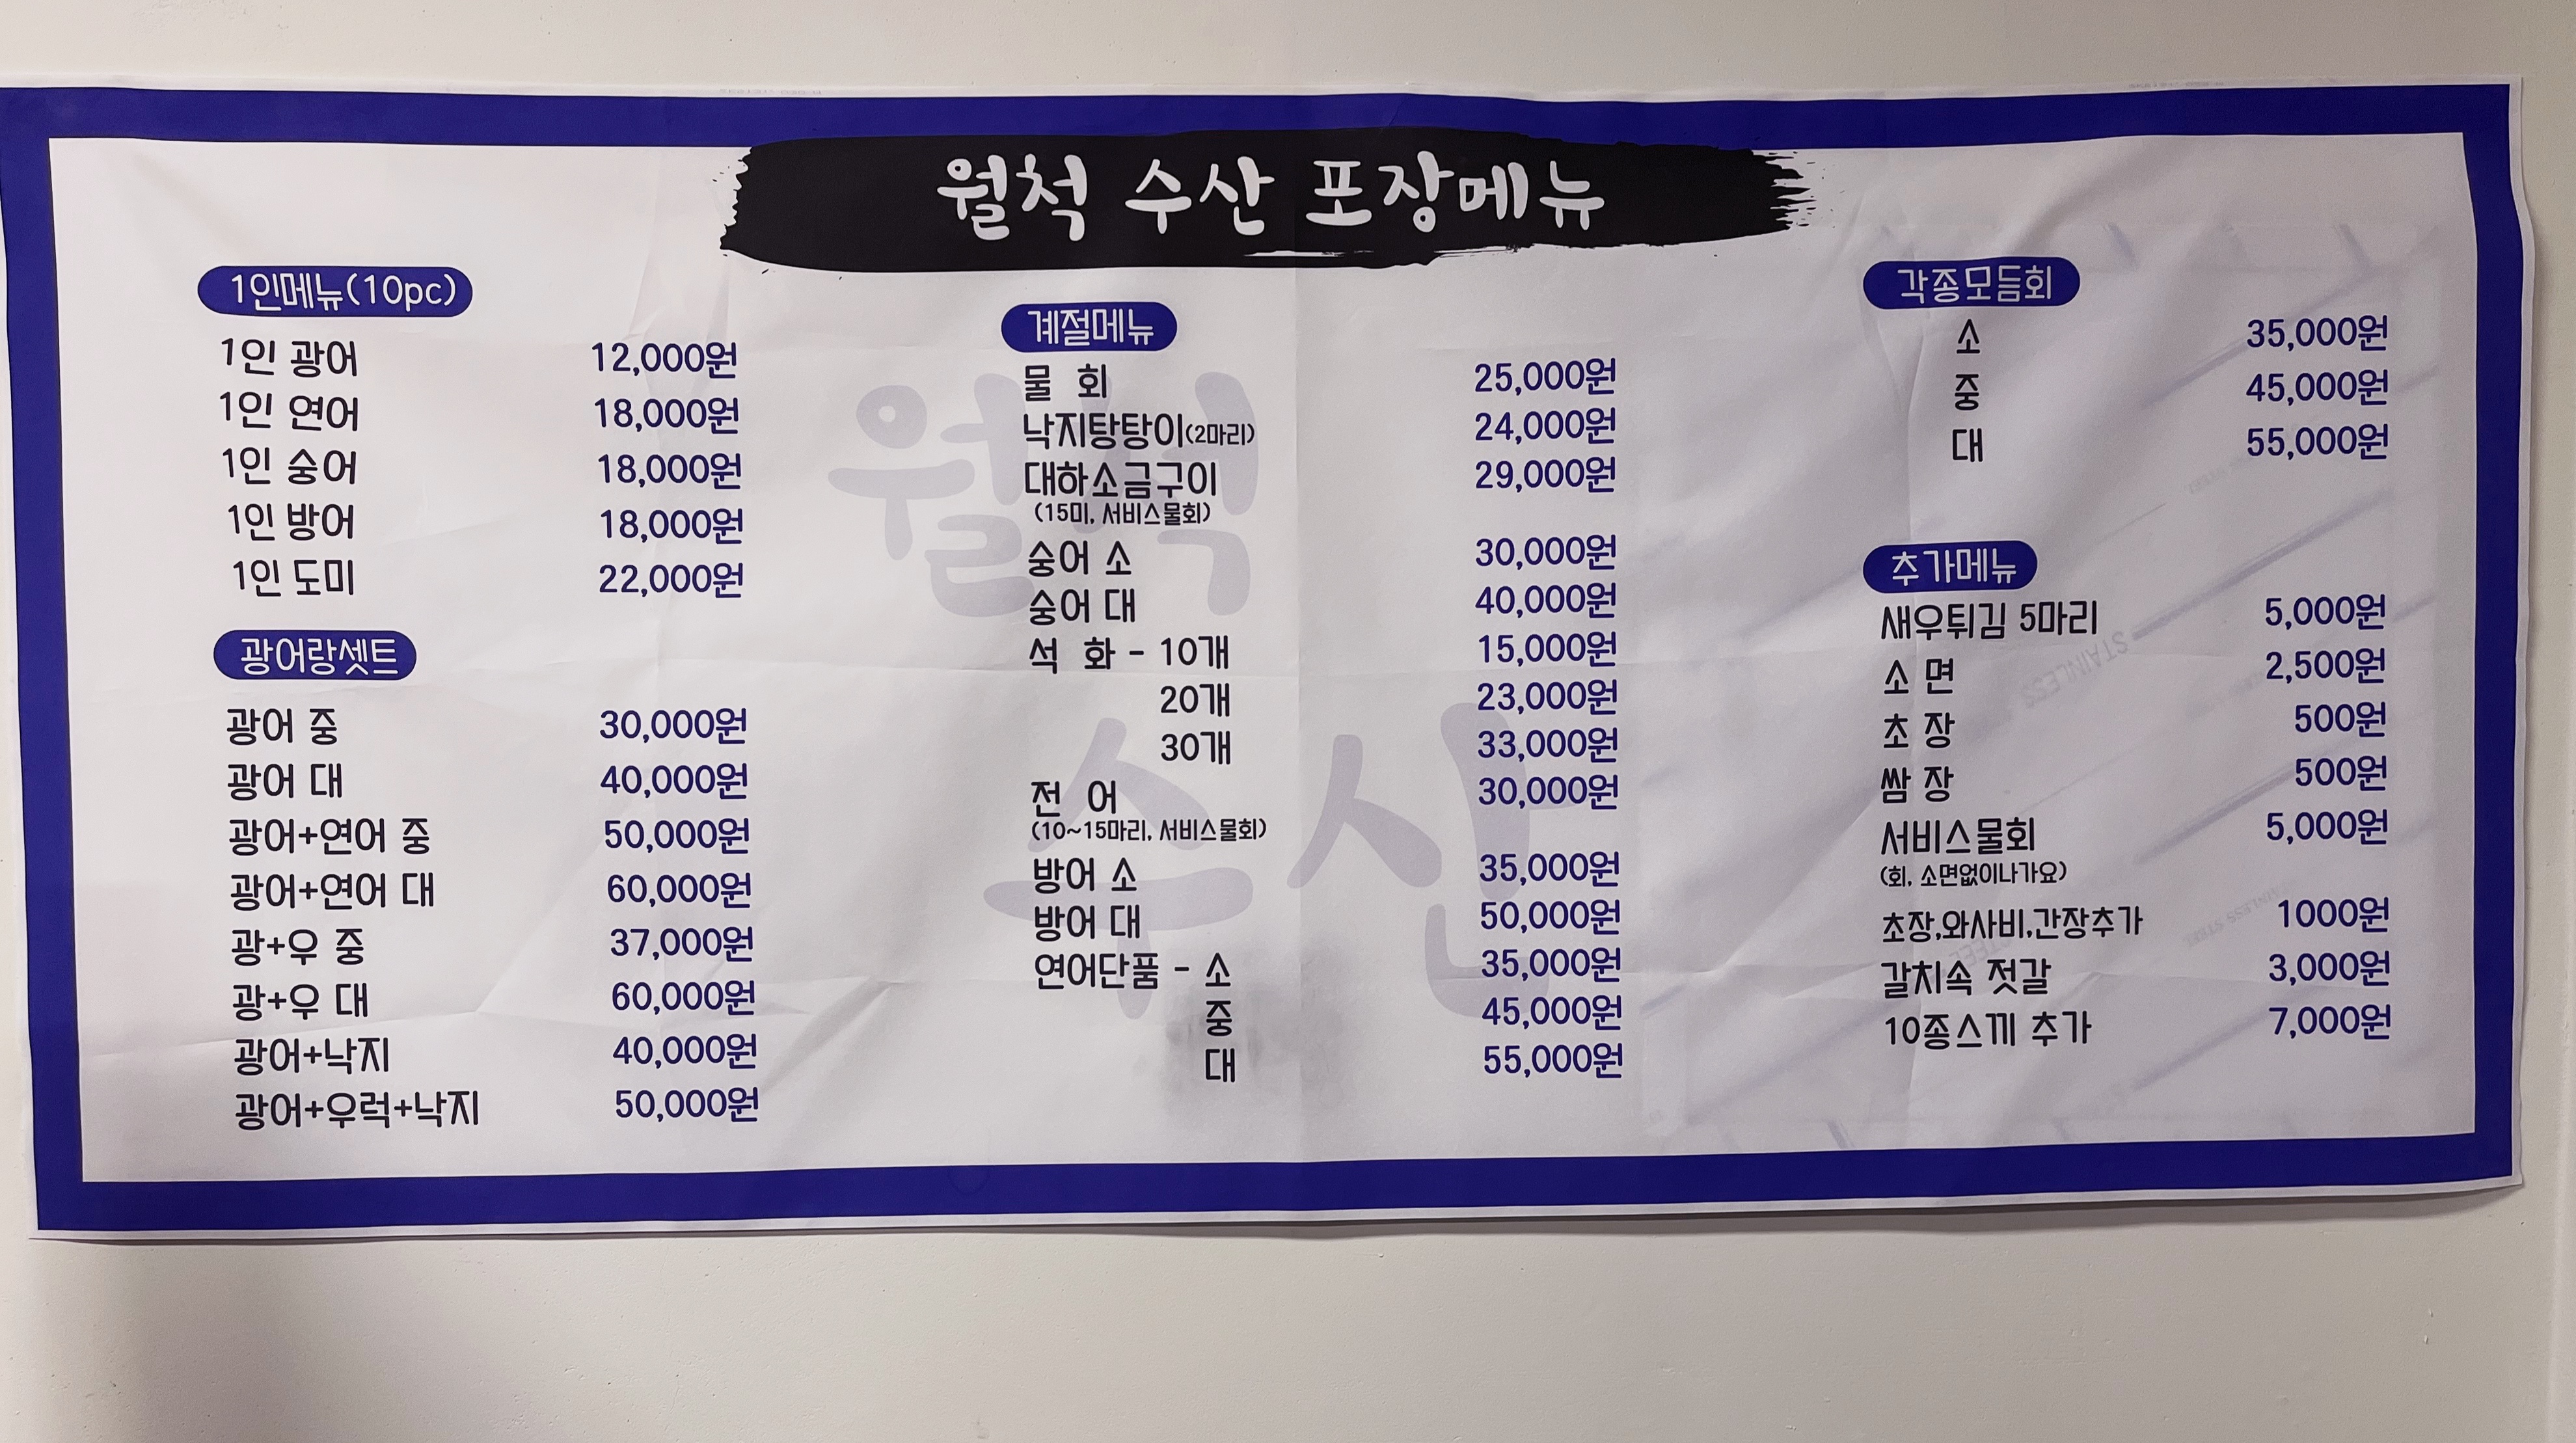 월척 수산 포장메뉴
1인메뉴(10pc)
1인 광어 12,000원
1인 연어 18,000원
1인 숭어 18,000원
1인 방어 18,000원
1인 도미 22,000원
광어랑셋트
광어 중 30,000원
광어 대 40,000원
광어+연어 중 50,000원
광어+연어 대 60,000원
광+우 중 37,000원
광+우 대 60,000원
광어+낙지 40,000원
광어+우럭+낙지 50,000원
계절메뉴
물 회 25,000원
낙지탕탕이(2마리) 24,000원
대하소금구이 29,000원
(15미, 서비스물회)
숭어 소 30,000원
숭어 대 40,000원
석 화 - 10개 15,000원
20개 23,000원
30개 33,000원
전 어 30,000원
(10~15마리, 서비스물회)
방어 소 35,000원
방어 대 50,000원
연어단품 - 소 35,000원
중 45,000원
대 55,000원
각종모듬회
소 35,000원
중 45,000원
대 55,000원
추가메뉴
새우튀김 5마리 5,000원
소 면 2,500원
초 장 500원
쌈 장 500원
서비스물회 5,000원
(회, 소면없이나가요)
초장,와사비,간장추가 1000원
갈치속 젓갈 3,000원
10종스끼 추가 7,000원
월척
수산
STAINLESS